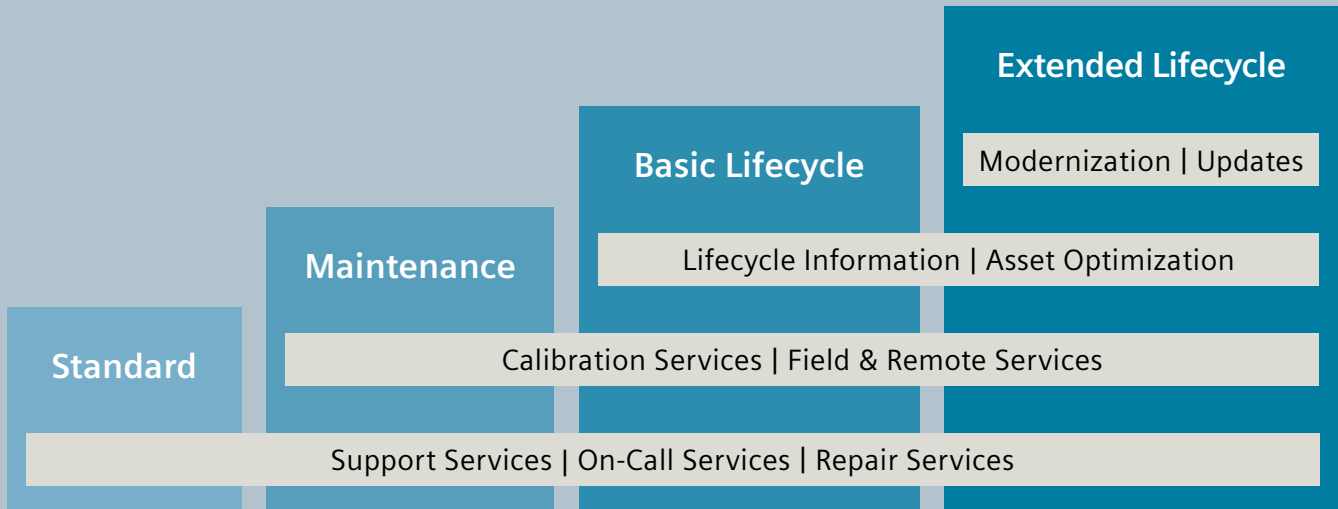 Extended Lifecycle
Modernization | Updates
Basic Lifecycle
Lifecycle Information | Asset Optimization
Maintenance
Calibration Services | Field & Remote Services
Standard
Support Services | On-Call Services | Repair Services